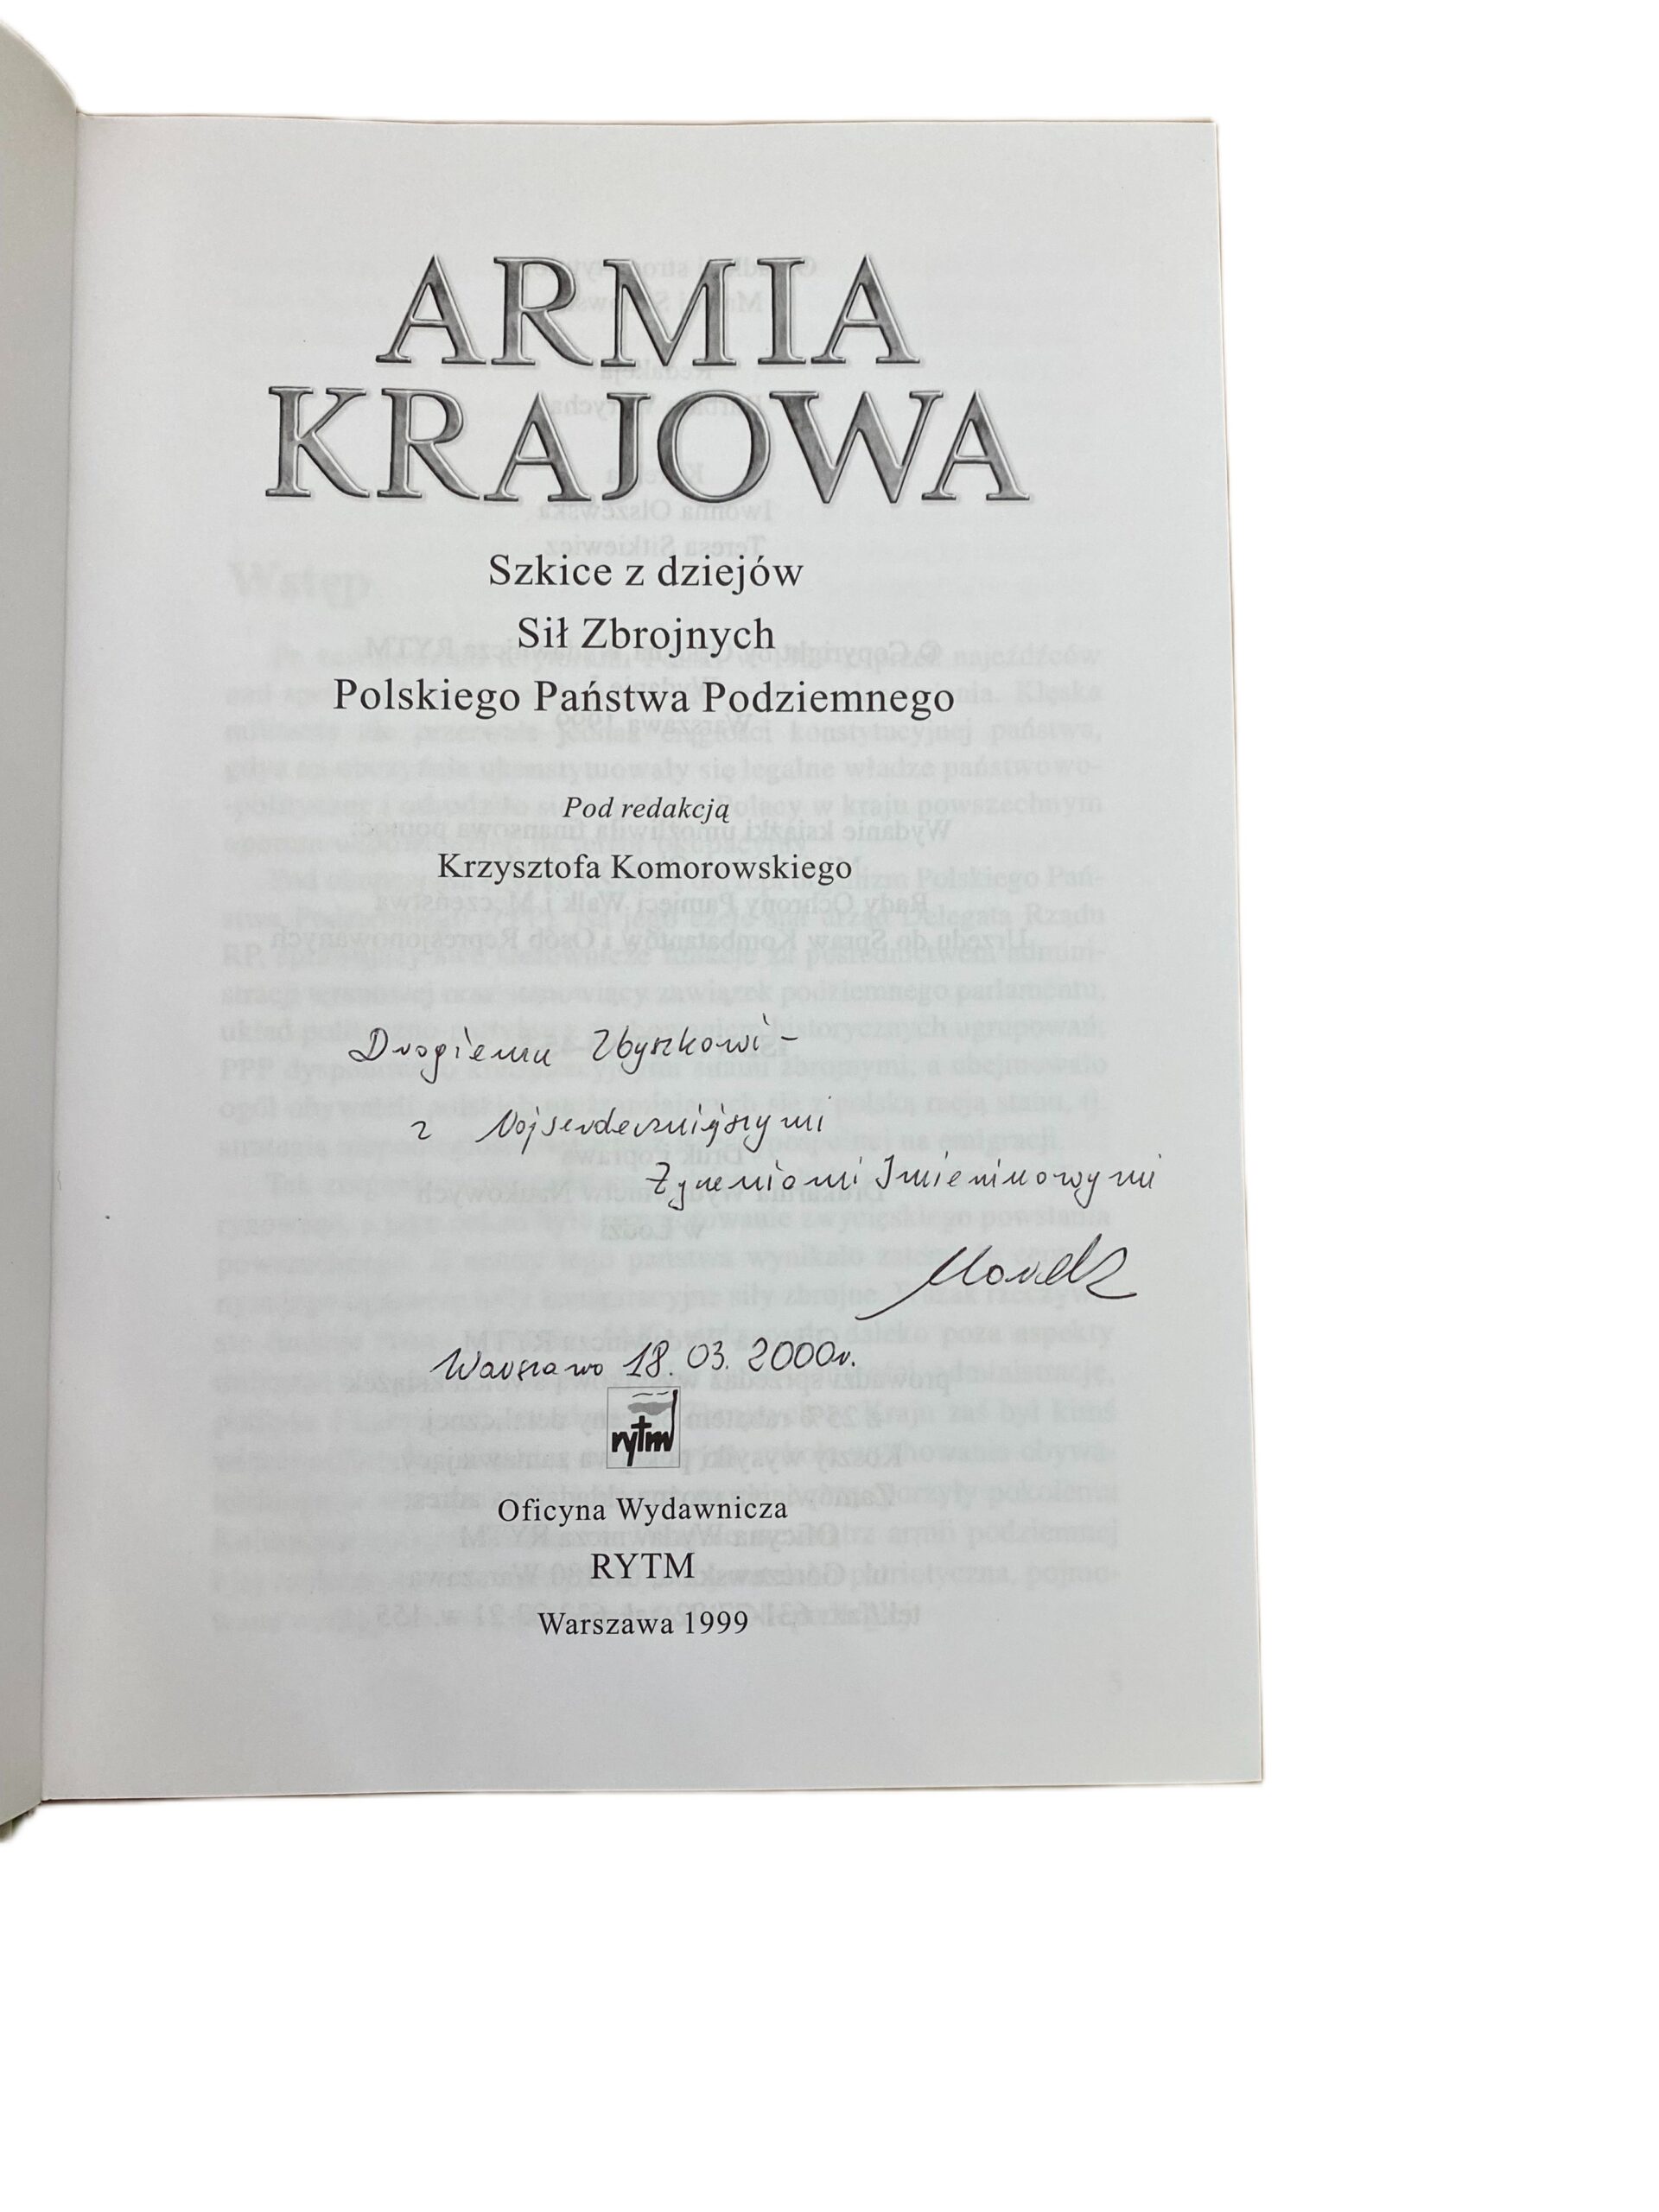 ARMIA
KRAJOWA
Szkice z dziejów
Sił Zbrojnych
Polskiego Państwa Podziemnego
Pod redakcją
Krzysztofa Komorowskiego
Drogiemu Zbyszkowi -
z Najserdeczniejszymi
Życzeniami Imieninowymi
Marek
Warszawa 18. 03. 2000r.
rytm
Oficyna Wydawnicza
RYTM
Warszawa 1999